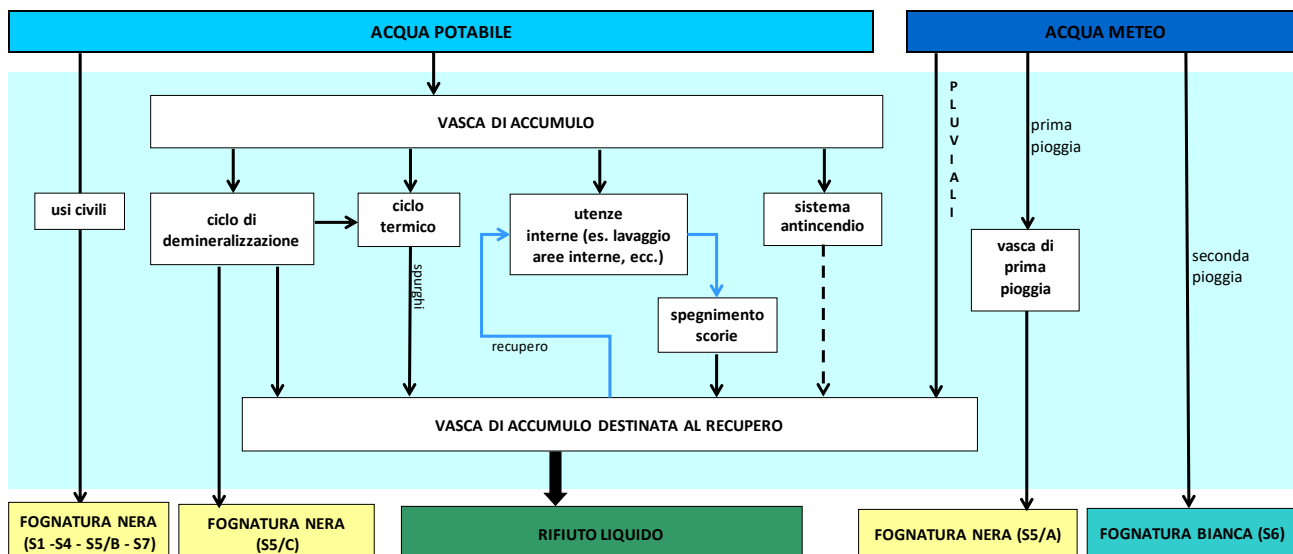 ACQUA POTABILE
ACQUA METEO
VASCA DI ACCUMULO
PLUVIALI
prima
pioggia
usi civili
ciclo di
demineralizzazione
ciclo
termico
utenze
interne (es. lavaggio
aree interne, ecc.)
sistema
antincendio
vasca di
prima
pioggia
seconda
pioggia
spurghi
spegnimento
scorie
recupero
VASCA DI ACCUMULO DESTINATA AL RECUPERO
FOGNATURA NERA
(S1 -S4 - S5/B - S7)
FOGNATURA NERA
(S5/C)
RIFIUTO LIQUIDO
FOGNATURA NERA (S5/A)
FOGNATURA BIANCA (S6)